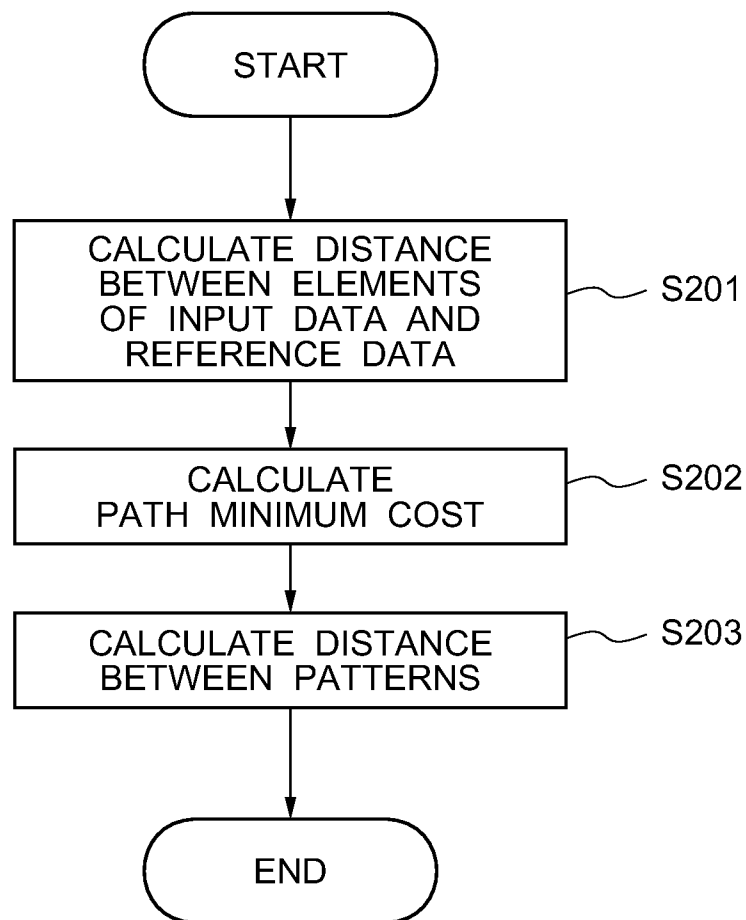 START
CALCULATE DISTANCE
BETWEEN ELEMENTS
OF INPUT DATA AND
REFERENCE DATA
S201
CALCULATE
PATH MINIMUM COST
S202
CALCULATE DISTANCE
BETWEEN PATTERNS
S203
END